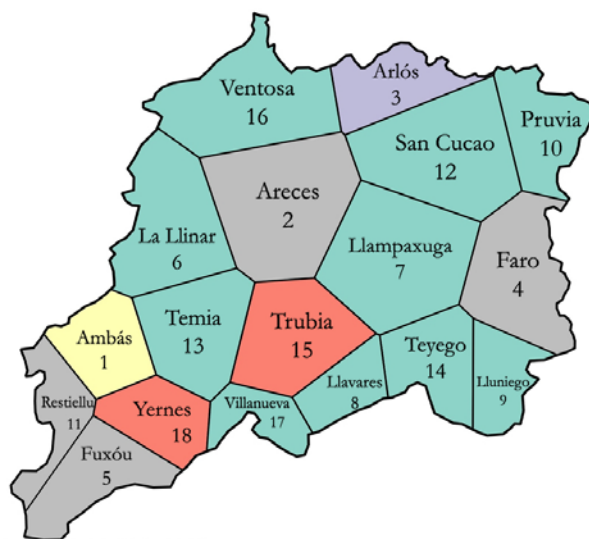 Ventosa
16
Arlós
3
Pruvia
10
San Cucao
12
Areces
2
La Llinar
6
Llampaxuga
7
Faro
4
Ambás
1
Temia
13
Trubia
15
Teyego
14
Lluniego
9
Llavares
8
Villanueva
17
Restiellu
11
Yernes
18
Fuxóu
5